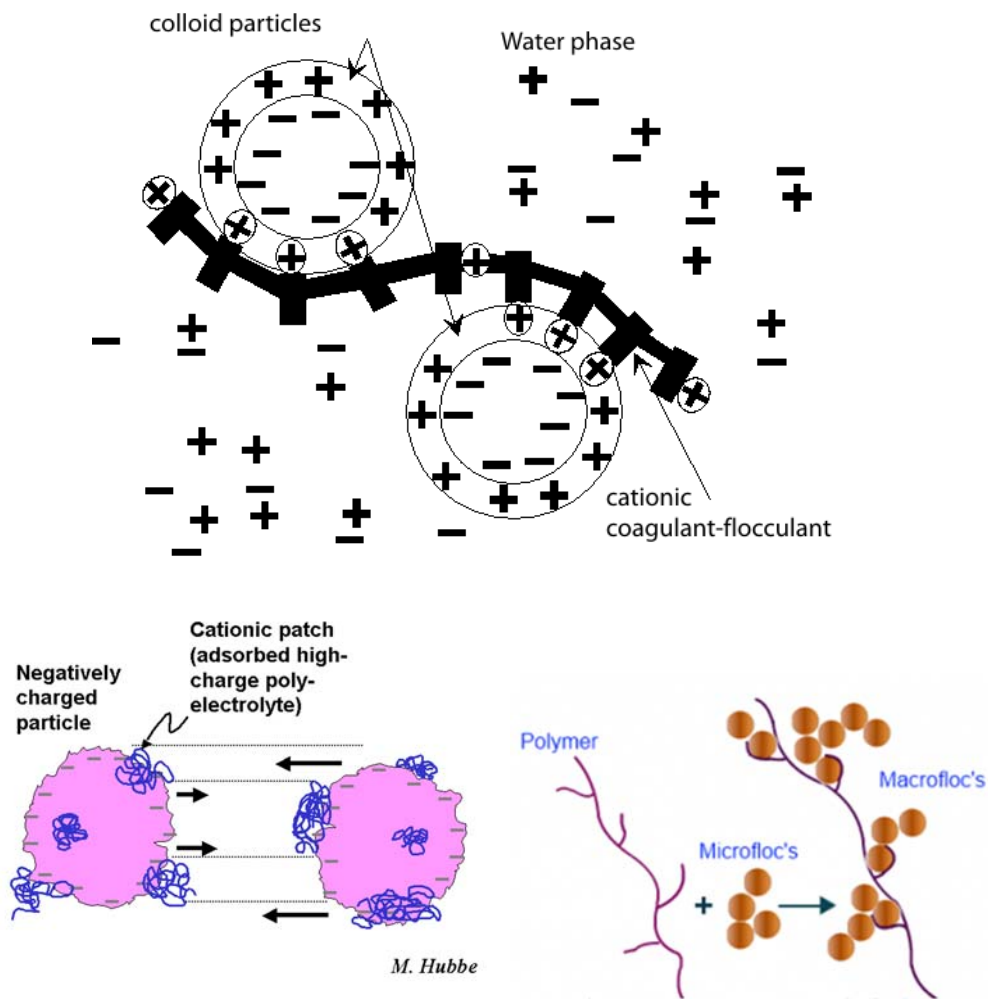 colloid particles
Water phase
cationic
coagulant-flocculant
Cationic patch
(adsorbed high-
charge poly-
electrolyte)
Negatively
charged
particle
M. Hubbe
Polymer
Microfloc's
+
Macrofloc's